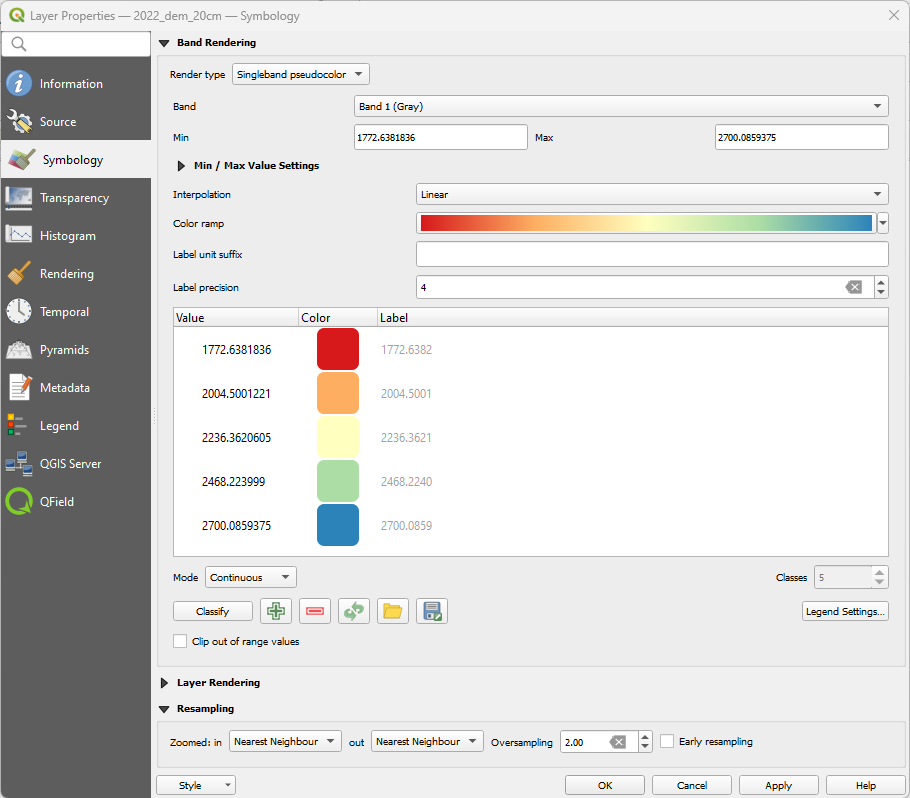 Layer Properties — 2022_dem_20cm — Symbology
Information
Source
Symbology
Transparency
Histogram
Rendering
Temporal
Pyramids
Metadata
Legend
QGIS Server
QField
Band Rendering
Render type Singleband pseudocolor
Band Band 1 (Gray)
Min 1772.6381836 Max 2700.0859375
Min / Max Value Settings
Interpolation Linear
Color ramp
Label unit suffix
Label precision 4
Value Color Label
1772.6381836 1772.6382
2004.5001221 2004.5001
2236.3620605 2236.3621
2468.223999 2468.2240
2700.0859375 2700.0859
Mode Continuous Classes 5
Classify Legend Settings...
Clip out of range values
Layer Rendering
Resampling
Zoomed: in Nearest Neighbour out Nearest Neighbour Oversampling 2.00 Early resampling
Style OK Cancel Apply Help